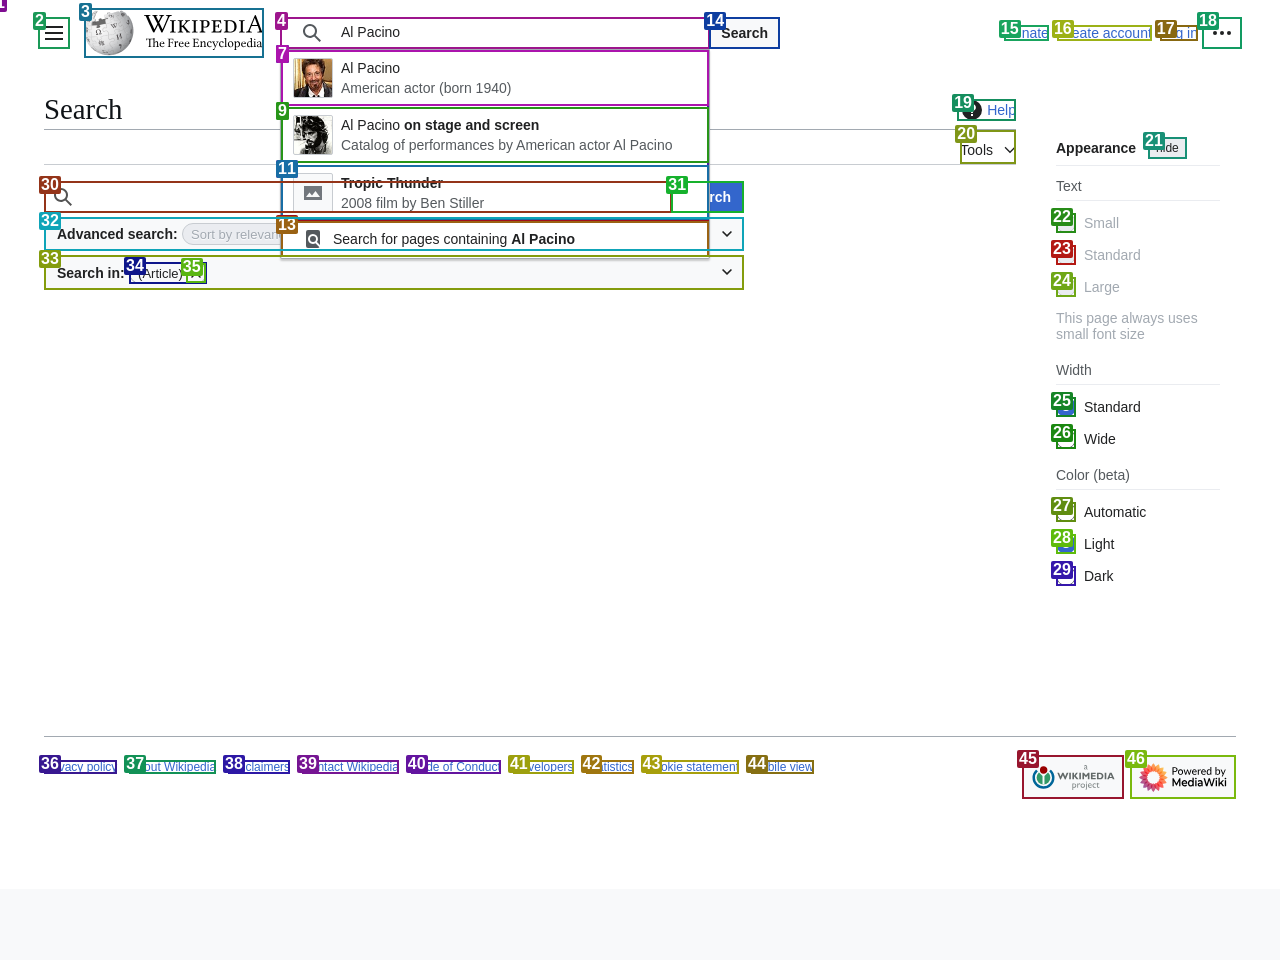 2
3
WIKIPEDIA
The Free Encyclopedia
4
Al Pacino
14
Search
15
nate
16
eate account
17
g in
18
7
Al Pacino
American actor (born 1940)
Search
19
Help
9
Al Pacino on stage and screen
Catalog of performances by American actor Al Pacino
20
Tools
Appearance
21
hide
11
Tropic Thunder
2008 film by Ben Stiller
30
31
rch
Text
22
Small
32
Advanced search:
Sort by relevan
13
Search for pages containing Al Pacino
23
Standard
33
Search in:
34
(Article)
35
24
Large
This page always uses
small font size
Width
25
Standard
26
Wide
Color (beta)
27
Automatic
28
Light
29
Dark
36
vacy policy
37
out Wikipedia
38
claimers
39
ntact Wikipedia
40
de of Conduct
41
velopers
42
tistics
43
okie statement
44
bile view
45
a
WIKIMEDIA
project
46
Powered by
MediaWiki